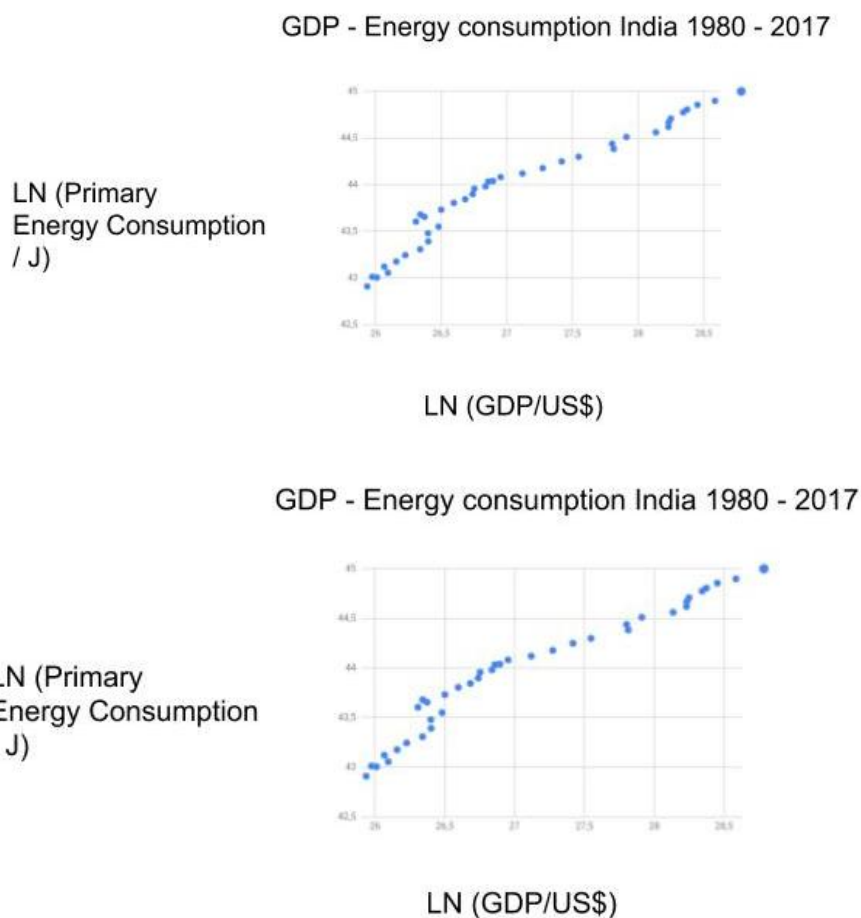 GDP - Energy consumption India 1980 - 2017
45
44,5
44
43,5
43
42,5
26
26,5
27
27,5
28
28,5
LN (Primary
Energy Consumption
/ J)
LN (GDP/US$)
GDP - Energy consumption India 1980 - 2017
45
44,5
44
43,5
43
42,5
26
26,5
27
27,5
28
28,5
LN (Primary
Energy Consumption
J)
LN (GDP/US$)